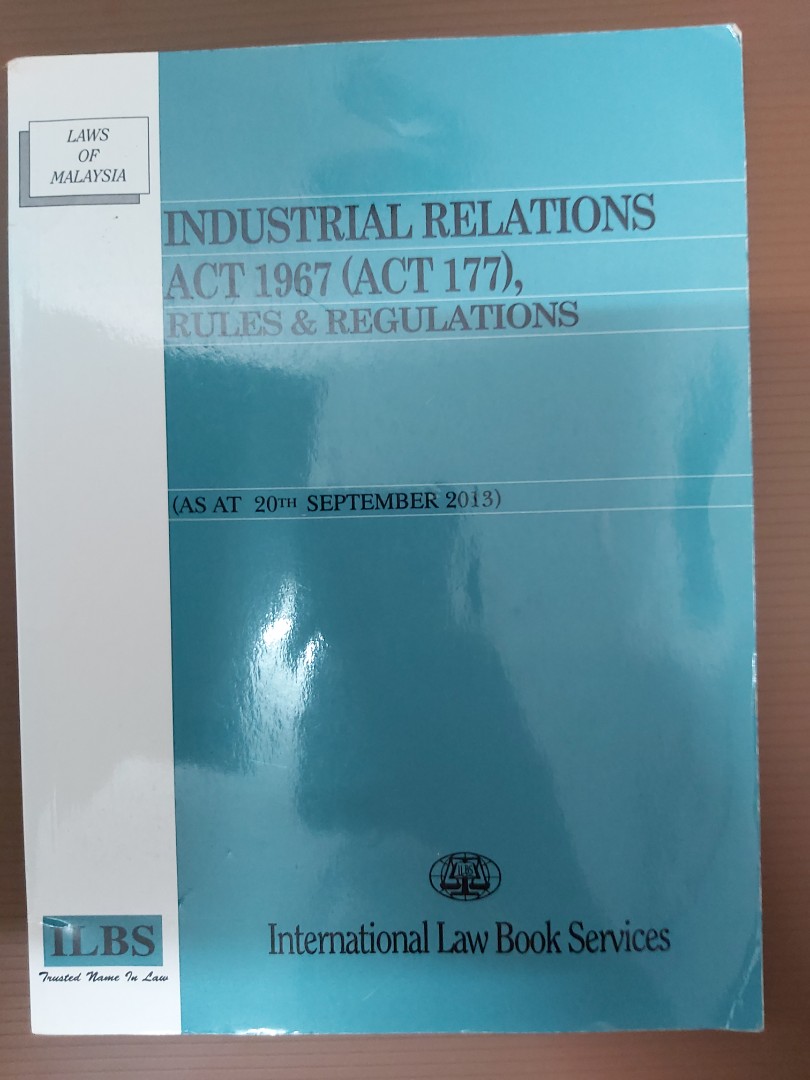 LAWS
OF
MALAYSIA
INDUSTRIAL RELATIONS
ACT 1967 (ACT 177),
RULES & REGULATIONS
(AS AT 20TH SEPTEMBER 2013)
ILBS
International Law Book Services
ILBS
Trusted Name In Law